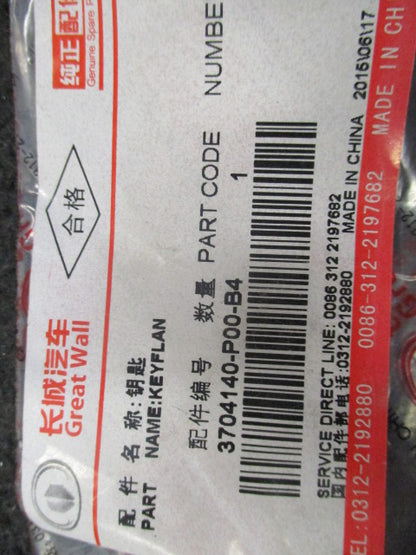 纯正配件
Genuine Spare P
长城汽车
Great Wall
合格
配 件 名 称:钥匙
PART NAME:KEYFLAN
配件编号 数量 PART CODE NUMBE
3704140-P00-B4 1
SERVICE DIRECT LINE: 0086 312 2197682
国内配件部电话:0312-2192880 MADE IN CHINA 2015\06\17
EL: 0312-2192880 0086-312-2197682 MADE IN CH